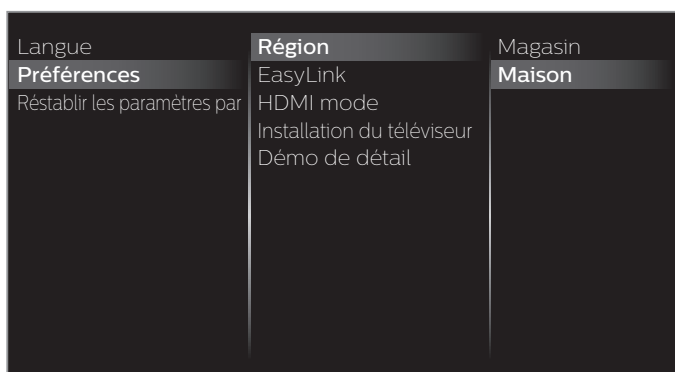 Langue
Préférences
Réstablir les paramètres par
Région
EasyLink
HDMI mode
Installation du téléviseur
Démo de détail
Magasin
Maison